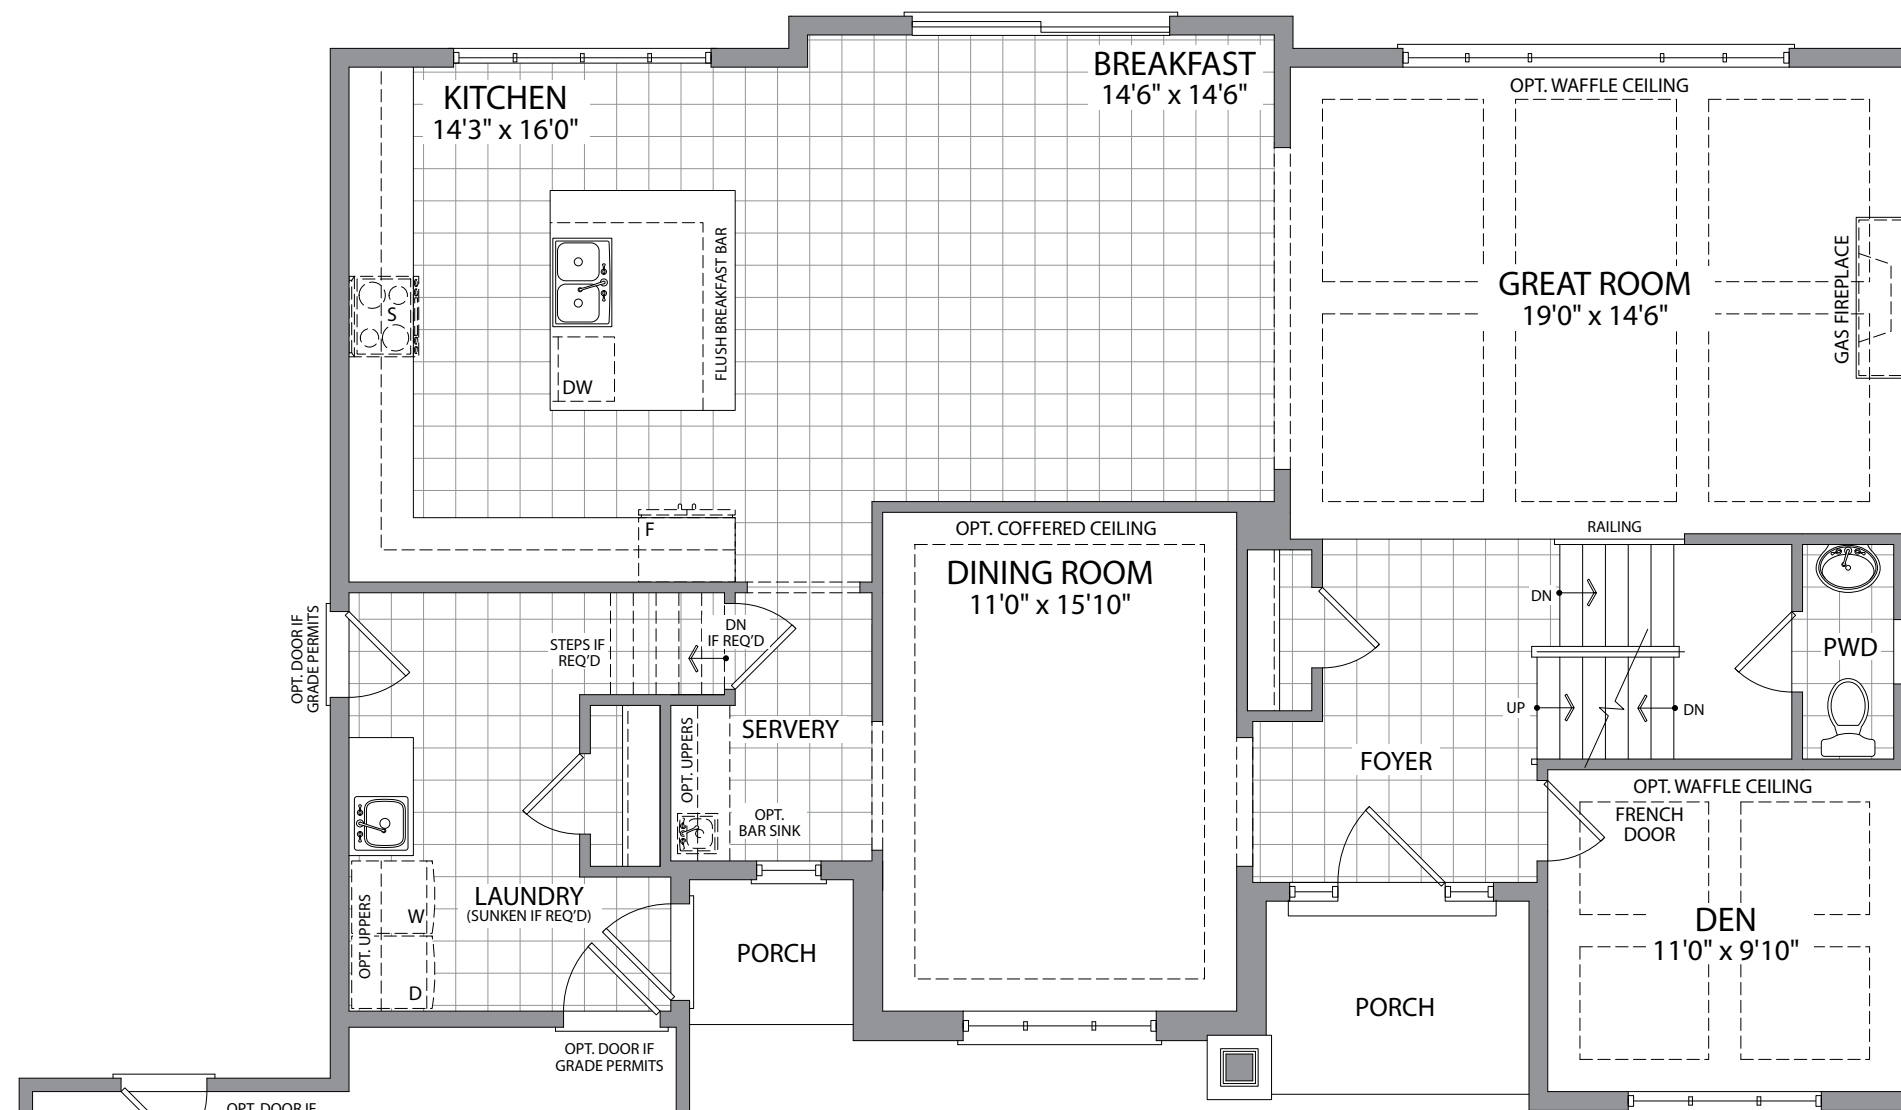 KITCHEN
14'3" x 16'0"
BREAKFAST
14'6" x 14'6"
OPT. WAFFLE CEILING
GREAT ROOM
19'0" x 14'6"
GAS FIREPLACE
FLUSH BREAKFAST BAR
S
DW
F
OPT. COFFERED CEILING
DINING ROOM
11'0" x 15'10"
RAILING
DN
UP
DN
PWD
OPT. DOOR IF
GRADE PERMITS
STEPS IF
REQ'D
DN
IF REQ'D
SERVERY
OPT. UPPERS
OPT.
BAR SINK
FOYER
OPT. WAFFLE CEILING
FRENCH
DOOR
DEN
11'0" x 9'10"
LAUNDRY
(SUNKEN IF REQ'D)
OPT. UPPERS
W
D
PORCH
PORCH
OPT. DOOR IF
GRADE PERMITS
OPT. DOOR IF